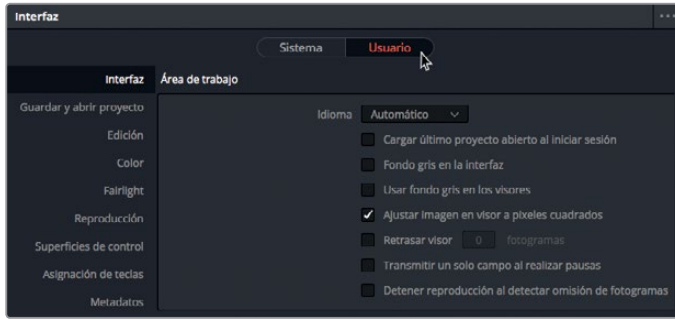 Interfaz
Sistema Usuario
Interfaz Área de trabajo
Guardar y abrir proyecto
Idioma Automático
Edición
Cargar último proyecto abierto al iniciar sesión
Color
Fondo gris en la interfaz
Fairlight
Usar fondo gris en los visores
Reproducción
Ajustar imagen en visor a píxeles cuadrados
Superficies de control
Retrasar visor 0 fotogramas
Asignación de teclas
Transmitir un solo campo al realizar pausas
Metadatos
Detener reproducción al detectar omisión de fotogramas